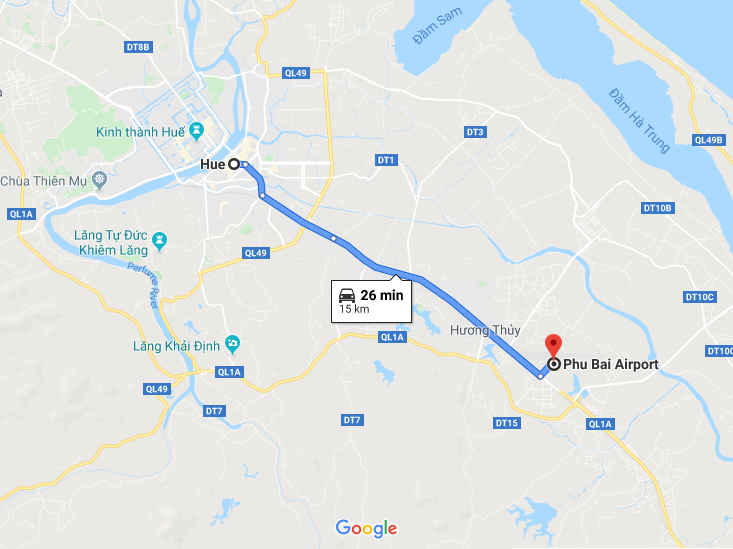 Đầm Sam
DT8B
QL49
Đầm Hà Trung
Kinh thành Huế
DT3
QL49B
Hue
DT1
Chùa Thiên Mụ
QL1A
DT10B
Lăng Tự Đức
Khiêm Lăng
QL49
Perfume River
26 min
15 km
DT10C
Hương Thủy
QL1A
Lăng Khải Định
DT10C
Phu Bai Airport
QL1A
QL49
DT7
DT7
DT15
QL1A
Google